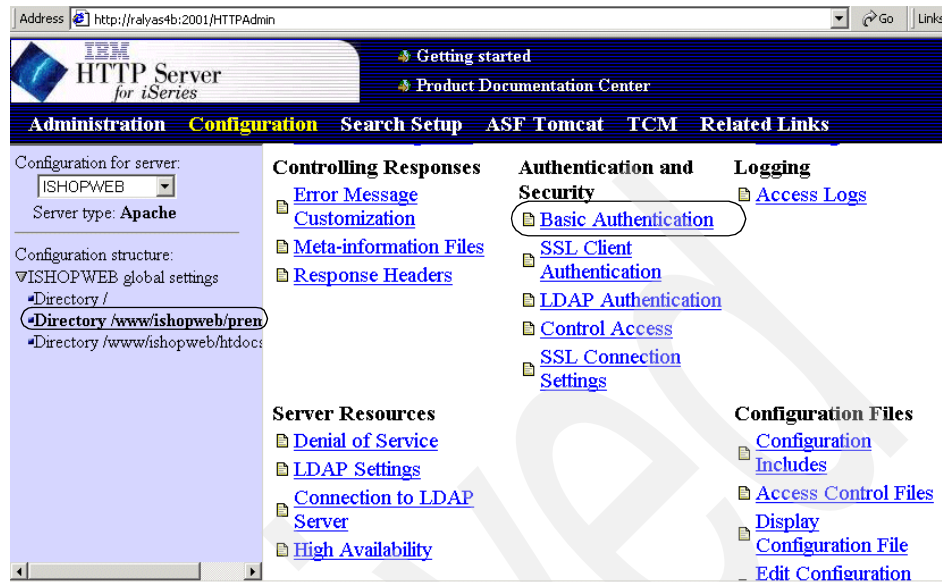 Address http://ralyas4b:2001/HTTPAdmin Go Links
IBM
HTTP Server
for iSeries
Getting started
Product Documentation Center
Administration Configuration Search Setup ASF Tomcat TCM Related Links
Configuration for server:
ISHOPWEB
Server type: Apache
Configuration structure:
ISHOPWEB global settings
Directory /
Directory /www/ishopweb/prem
Directory /www/ishopweb/htdocs
Controlling Responses
Error Message
Customization
Meta-information Files
Response Headers
Authentication and
Security
Basic Authentication
SSL Client
Authentication
LDAP Authentication
Control Access
SSL Connection
Settings
Logging
Access Logs
Server Resources
Denial of Service
LDAP Settings
Connection to LDAP
Server
High Availability
Configuration Files
Configuration
Includes
Access Control Files
Display
Configuration File
Edit Configuration